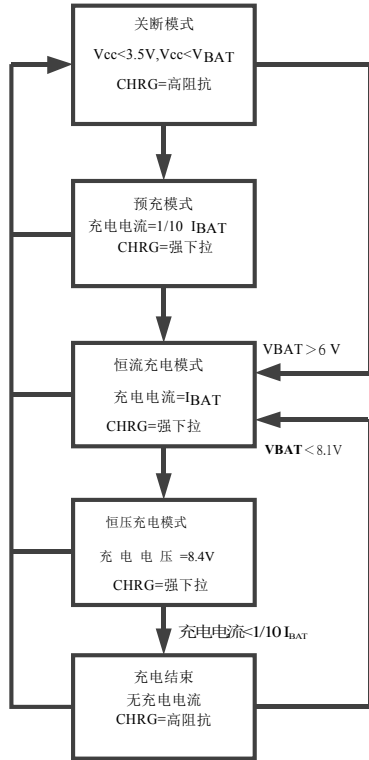 关断模式
Vcc<3.5V,Vcc<VBAT
CHRG=高阻抗
预充模式
充电电流=1/10 IBAT
CHRG=强下拉
恒流充电模式
充电电流=IBAT
CHRG=强下拉
VBAT＞6 V
VBAT＜8.1V
恒压充电模式
充 电 电 压 =8.4V
CHRG=强下拉
充电电流<1/10 IBAT
充电结束
无充电电流
CHRG=高阻抗